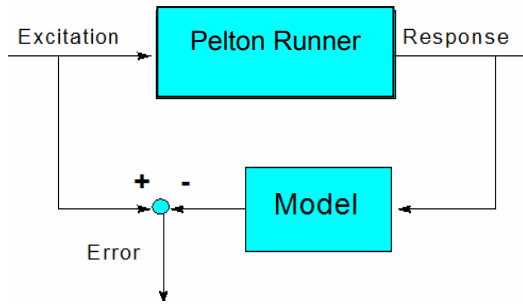 Excitation
Pelton Runner
Response
+ -
Model
Error